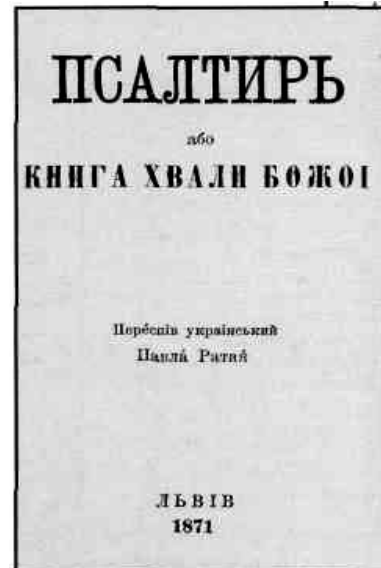 ПСАЛТИРЬ
або
КНИГА ХВАЛИ БОЖОІ
Переспів український
Павла́ Ратая́
ЛЬВІВ
1871